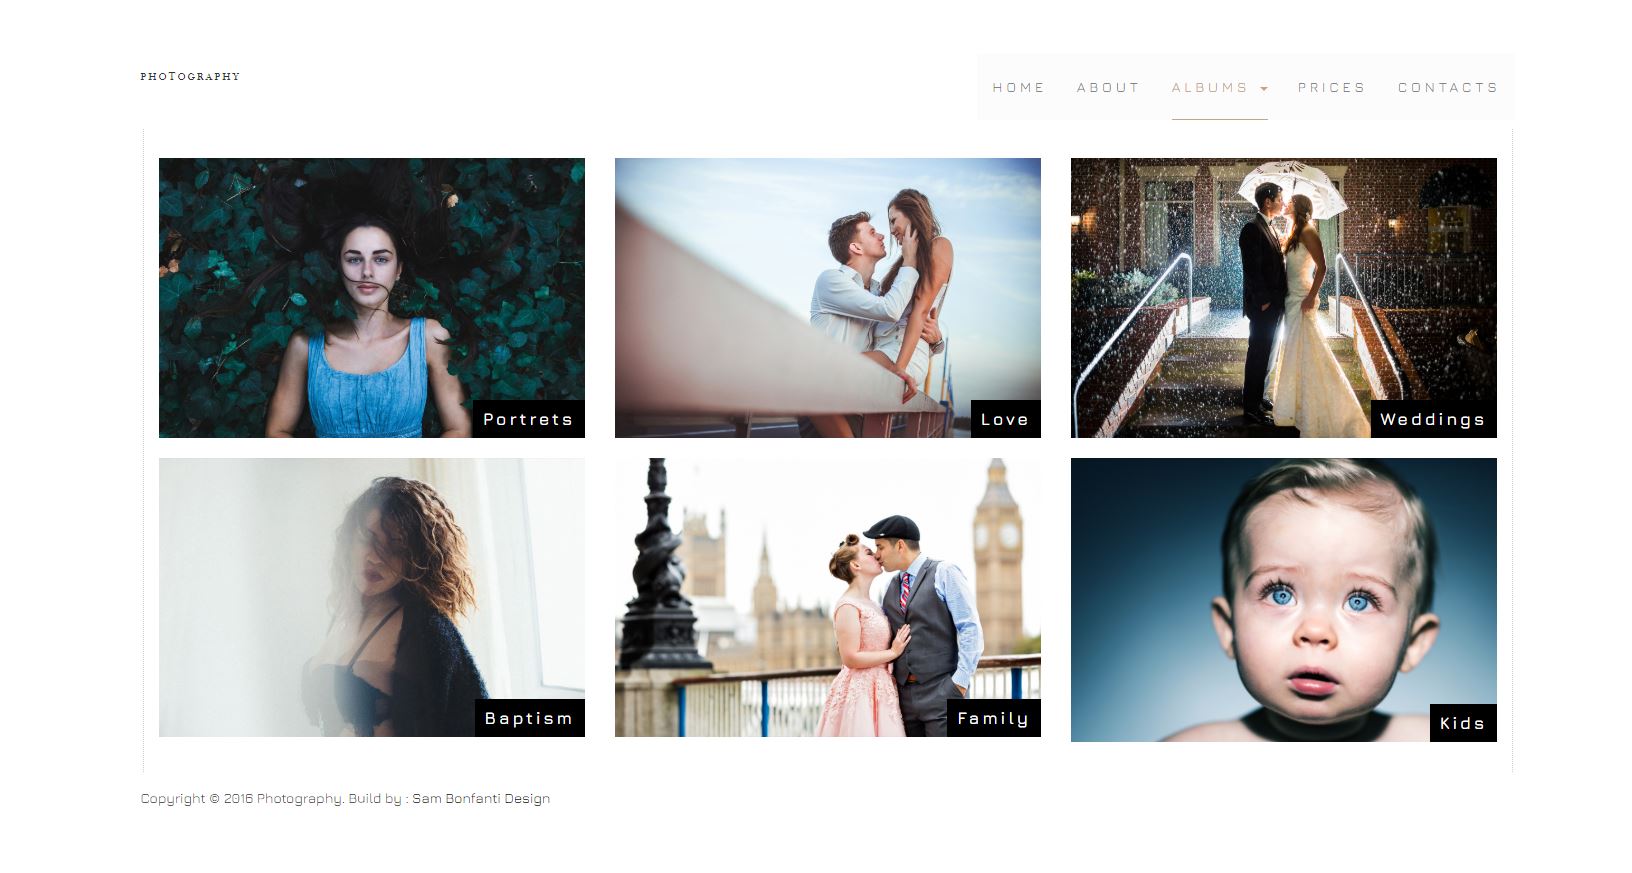 PHOTOGRAPHY
HOME ABOUT ALBUMS PRICES CONTACTS
Portrets
Love
Weddings
Baptism
Family
Kids
Copyright © 2016 Photography. Build by : Sam Bonfanti Design